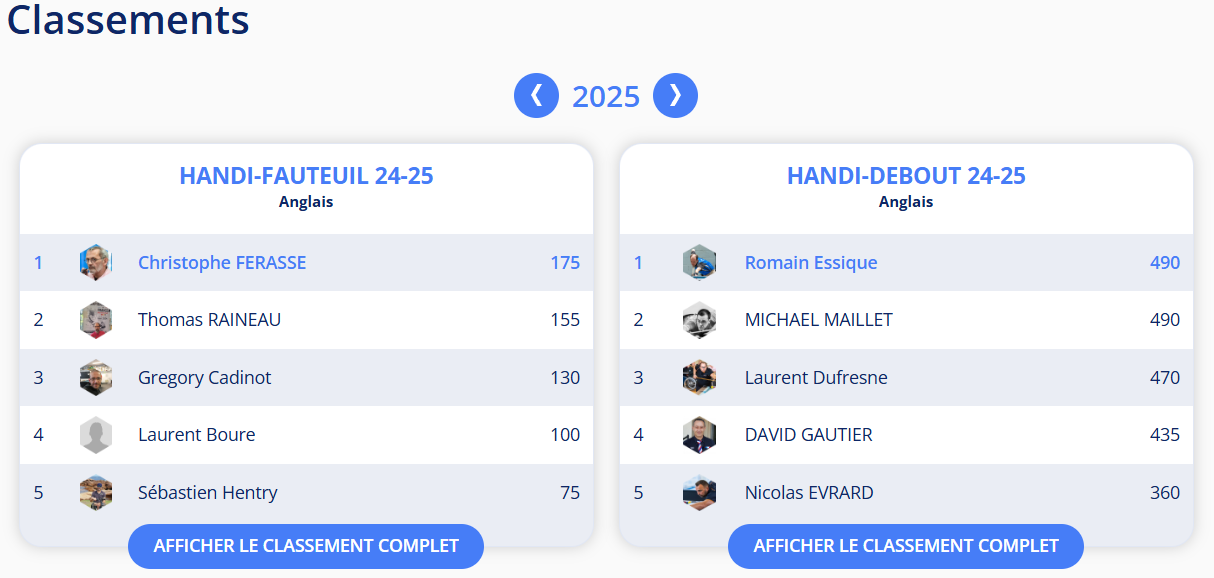 Classements
2025
HANDI-FAUTEUIL 24-25
Anglais
1 Christophe FERASSE 175
2 Thomas RAINEAU 155
3 Gregory Cadinot 130
4 Laurent Boure 100
5 Sébastien Hentry 75
AFFICHER LE CLASSEMENT COMPLET
HANDI-DEBOUT 24-25
Anglais
1 Romain Essique 490
2 MICHAEL MAILLET 490
3 Laurent Dufresne 470
4 DAVID GAUTIER 435
5 Nicolas EVRARD 360
AFFICHER LE CLASSEMENT COMPLET